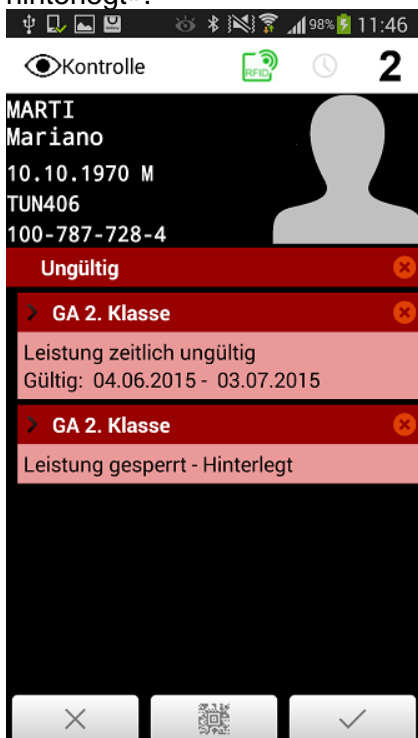 hinterlegt»?
98% 11:46
Kontrolle RFID 2
MARTI
Mariano
10.10.1970 M
TUN406
100-787-728-4
Ungültig
GA 2. Klasse
Leistung zeitlich ungültig
Gültig: 04.06.2015 - 03.07.2015
GA 2. Klasse
Leistung gesperrt - Hinterlegt